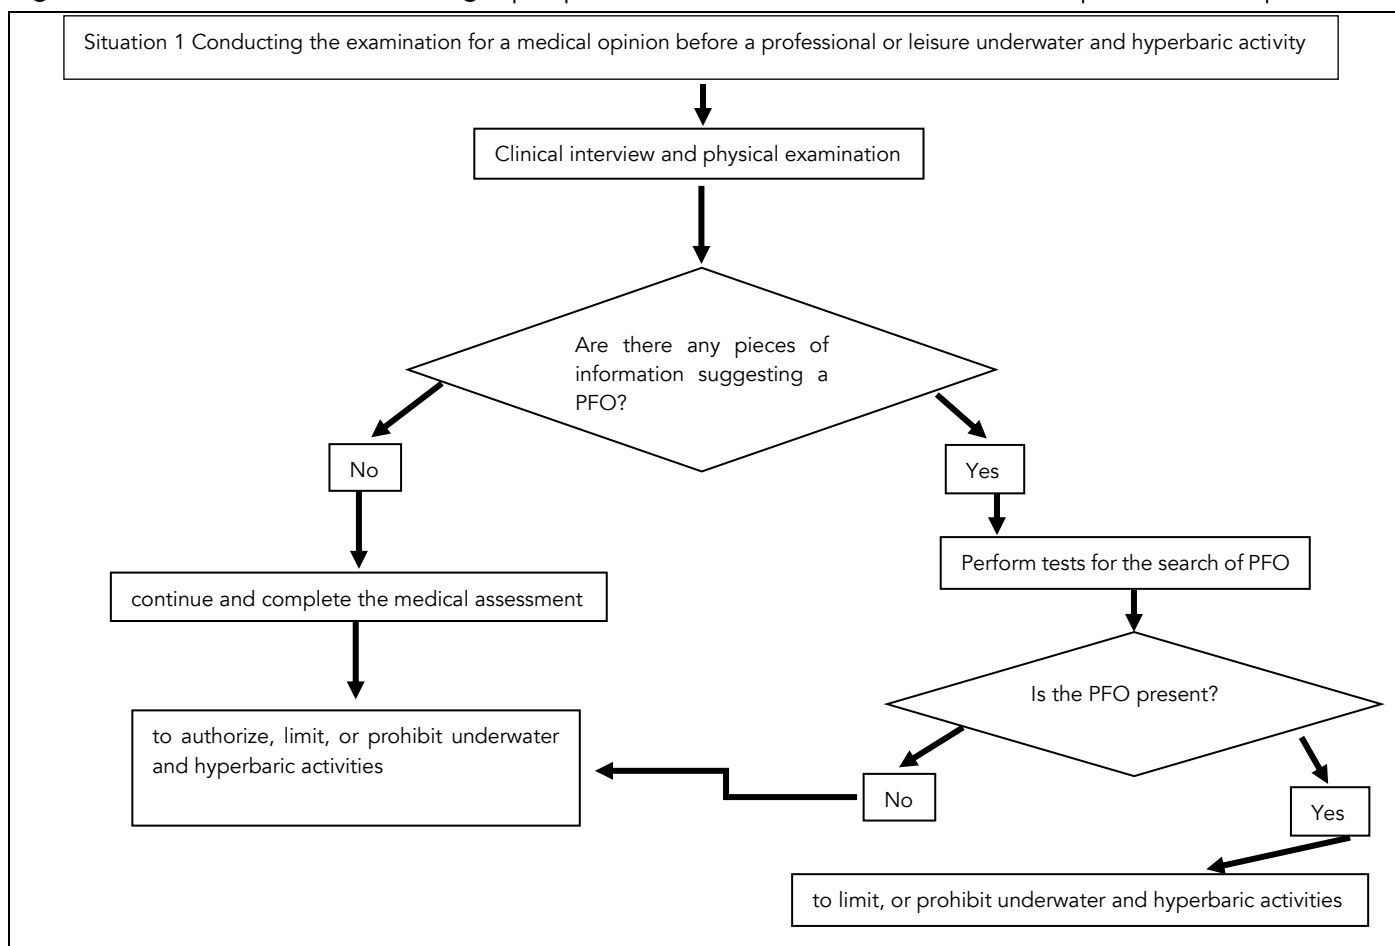 Situation 1 Conducting the examination for a medical opinion before a professional or leisure underwater and hyperbaric activity
Clinical interview and physical examination
Are there any pieces of
information suggesting a
PFO?
No
Yes
Perform tests for the search of PFO
continue and complete the medical assessment
Is the PFO present?
to authorize, limit, or prohibit underwater
and hyperbaric activities
No
Yes
to limit, or prohibit underwater and hyperbaric activities